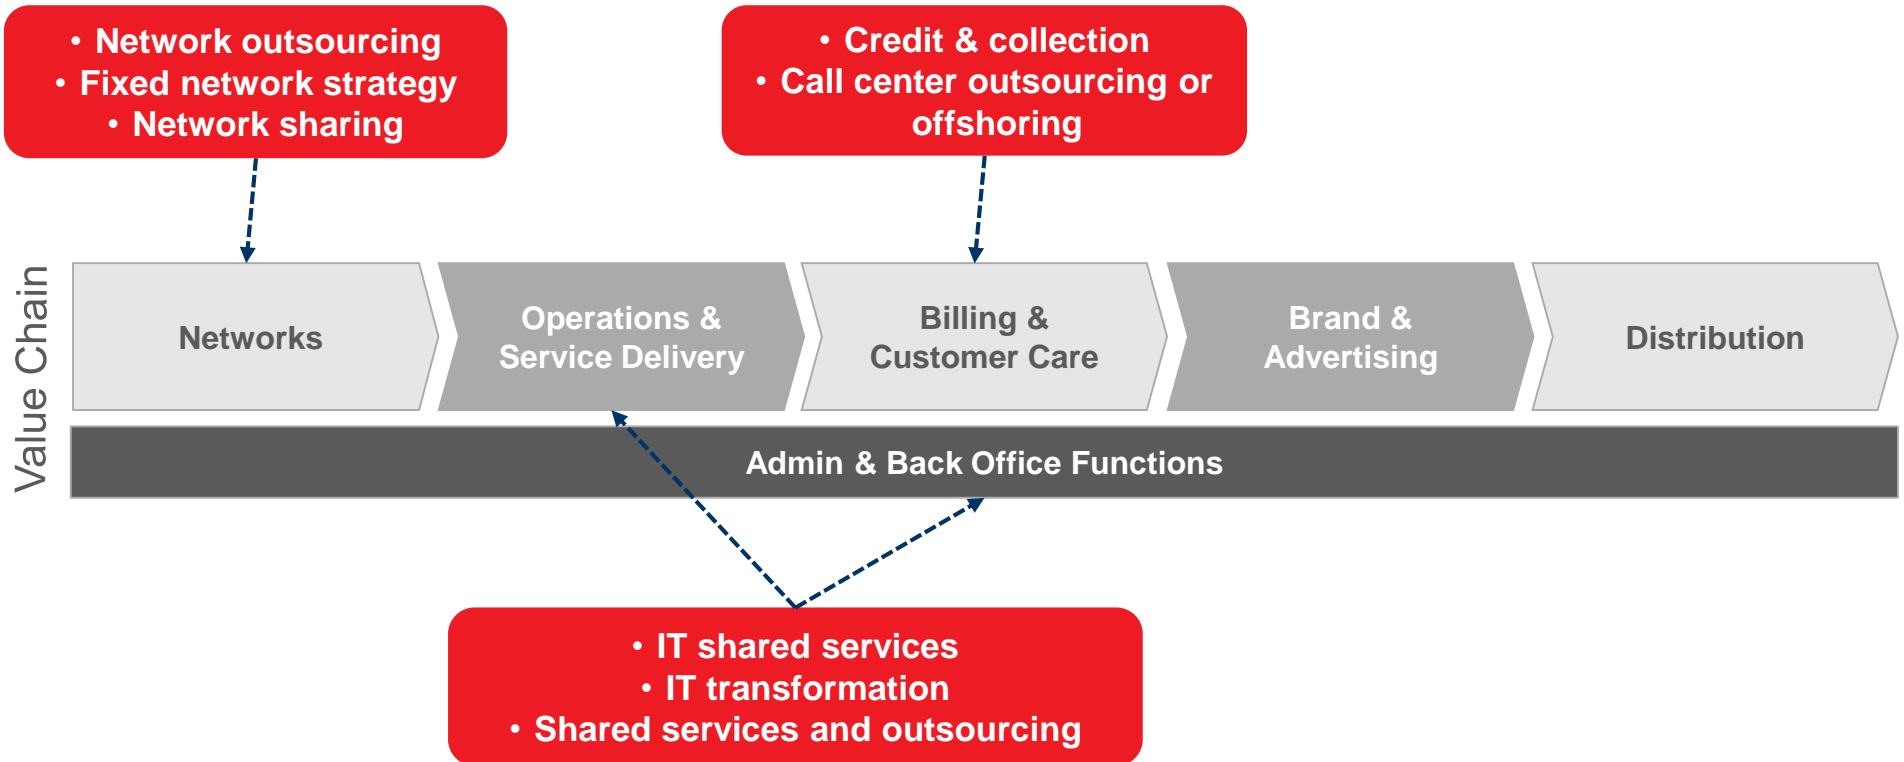 • Network outsourcing
• Fixed network strategy
• Network sharing
• Credit & collection
• Call center outsourcing or
offshoring
Value Chain
Networks
Operations &
Service Delivery
Billing &
Customer Care
Brand &
Advertising
Distribution
Admin & Back Office Functions
• IT shared services
• IT transformation
• Shared services and outsourcing